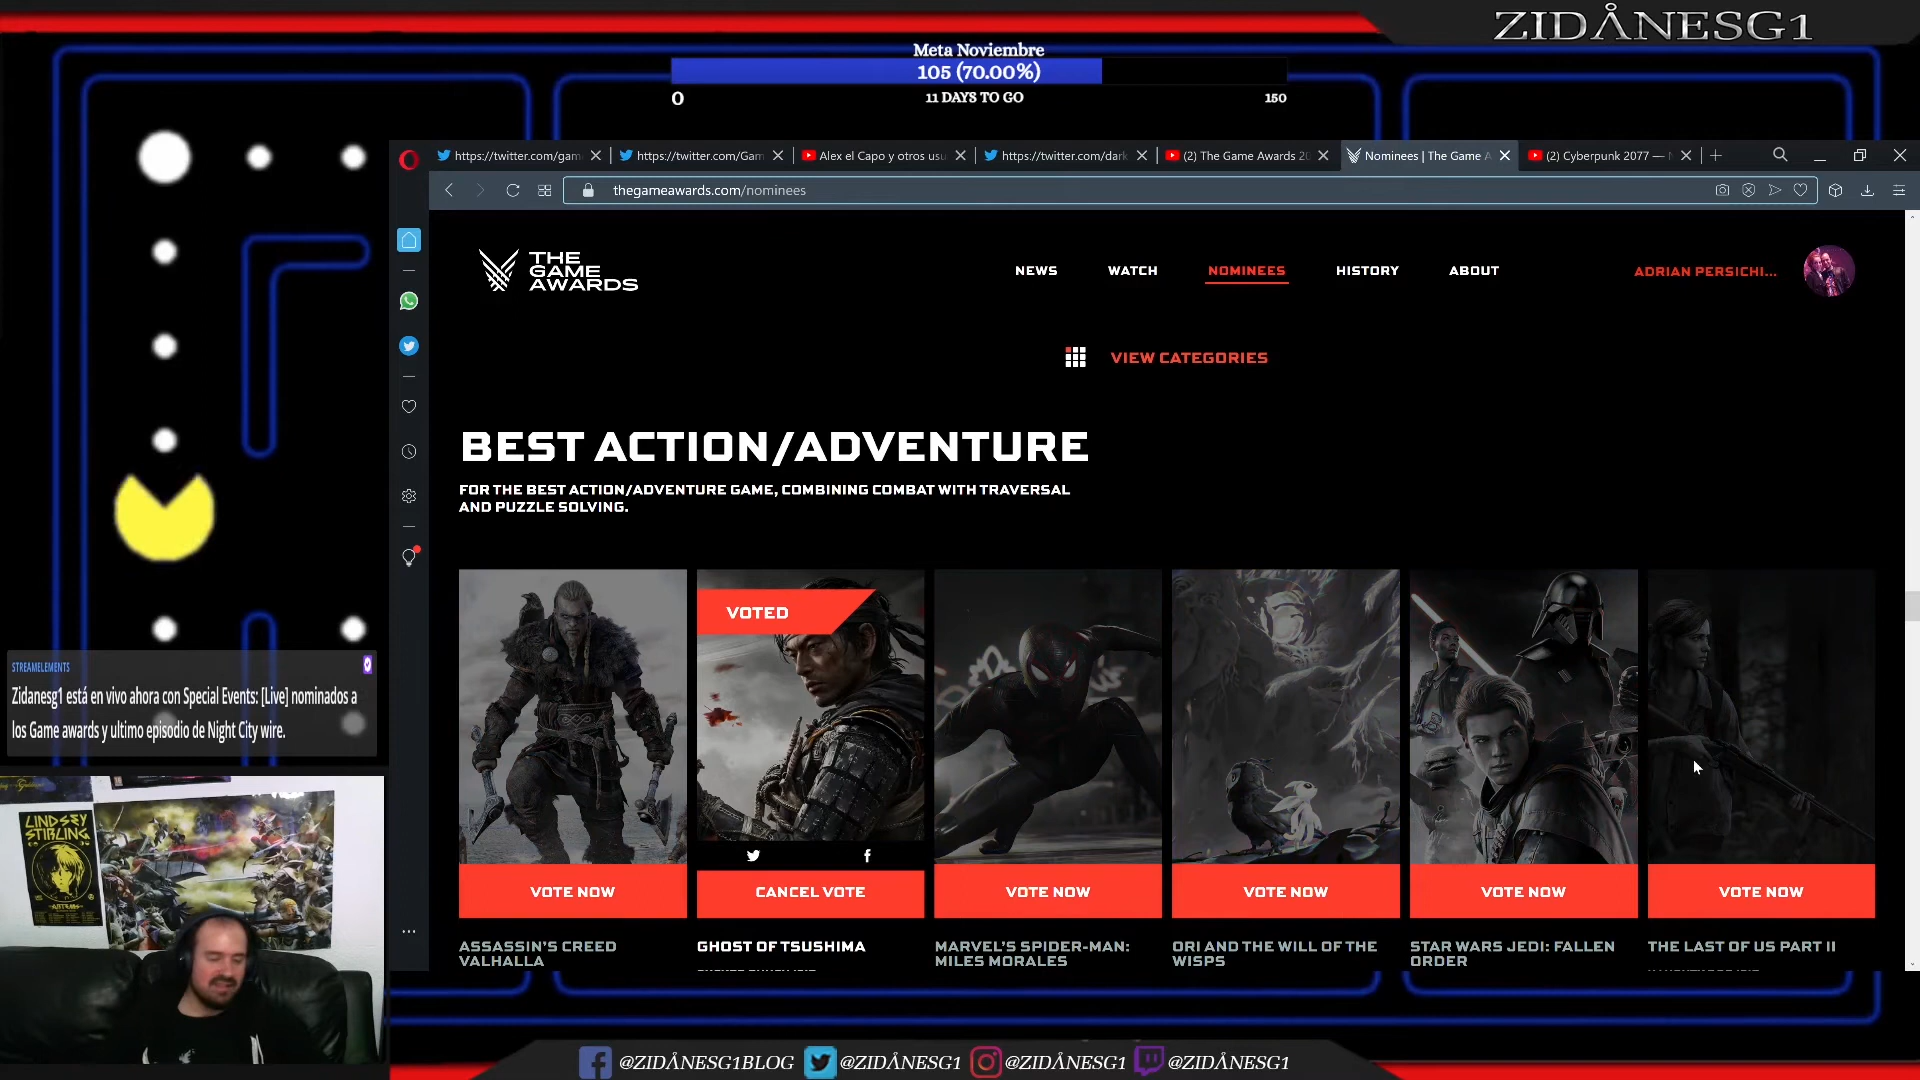 ZIDÅNESG1
Meta Noviembre
105 (70.00%)
0
11 DAYS TO GO
150
https://twitter.com/gam
https://twitter.com/Gam
Alex el Capo y otros usu
https://twitter.com/dark
(2) The Game Awards 20
Nominees | The Game A
(2) Cyberpunk 2077 —
thegameawards.com/nominees
THE
GAME
AWARDS
NEWS
WATCH
NOMINEES
HISTORY
ABOUT
ADRIAN PERSICHI...
VIEW CATEGORIES
BEST ACTION/ADVENTURE
FOR THE BEST ACTION/ADVENTURE GAME, COMBINING COMBAT WITH TRAVERSAL
AND PUZZLE SOLVING.
VOTED
VOTE NOW
CANCEL VOTE
VOTE NOW
VOTE NOW
VOTE NOW
VOTE NOW
ASSASSIN'S CREED
VALHALLA
GHOST OF TSUSHIMA
MARVEL'S SPIDER-MAN:
MILES MORALES
ORI AND THE WILL OF THE
WISPS
STAR WARS JEDI: FALLEN
ORDER
THE LAST OF US PART II
STREAMELEMENTS
Zidanesg1 está en vivo ahora con Special Events: [Live] nominados a
los Game awards y ultimo episodio de Night City wire.
LINDSEY
STIRLING
@ZIDÅNESG1BLOG
@ZIDÅNESG1
@ZIDÅNESG1
@ZIDÅNESG1